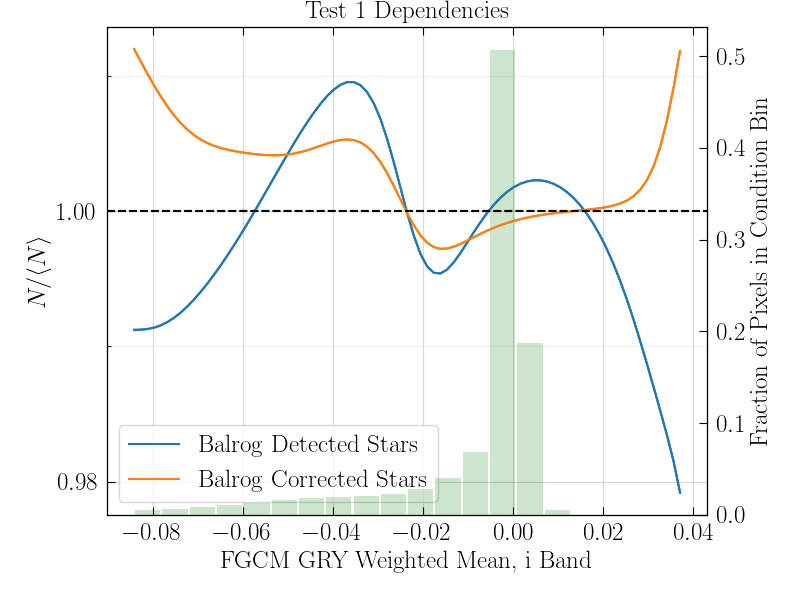 Test 1 Dependencies
N/⟨N⟩
1.00
0.98
0.5
0.4
0.3
0.2
0.1
0.0
Fraction of Pixels in Condition Bin
Balrog Detected Stars
Balrog Corrected Stars
−0.08 −0.06 −0.04 −0.02 0.00 0.02 0.04
FGCM GRY Weighted Mean, i Band